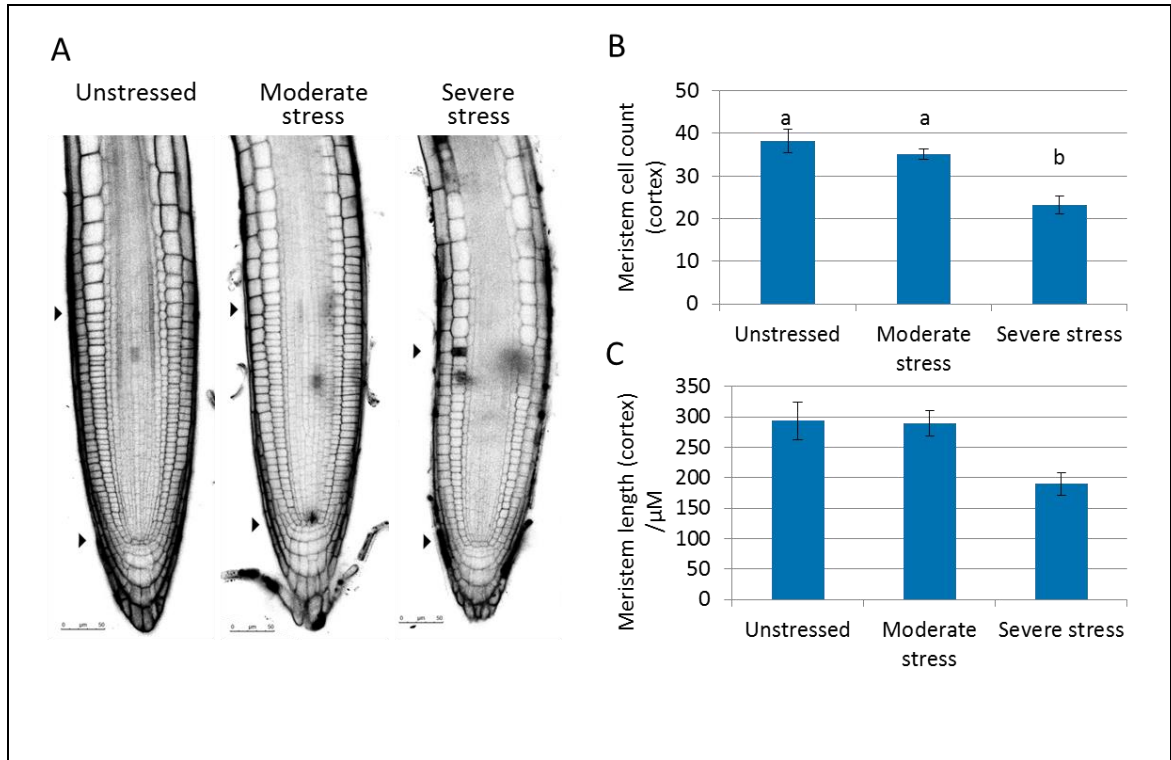 A
Unstressed
Moderate
stress
Severe
stress
0 µm 50
0 µm 50
0 µm 50
B
Meristem cell count
(cortex)
50
40
30
20
10
0
a
a
b
Unstressed
Moderate
stress
Severe stress
C
Meristem length (cortex)
/µM
350
300
250
200
150
100
50
0
Unstressed
Moderate
stress
Severe stress